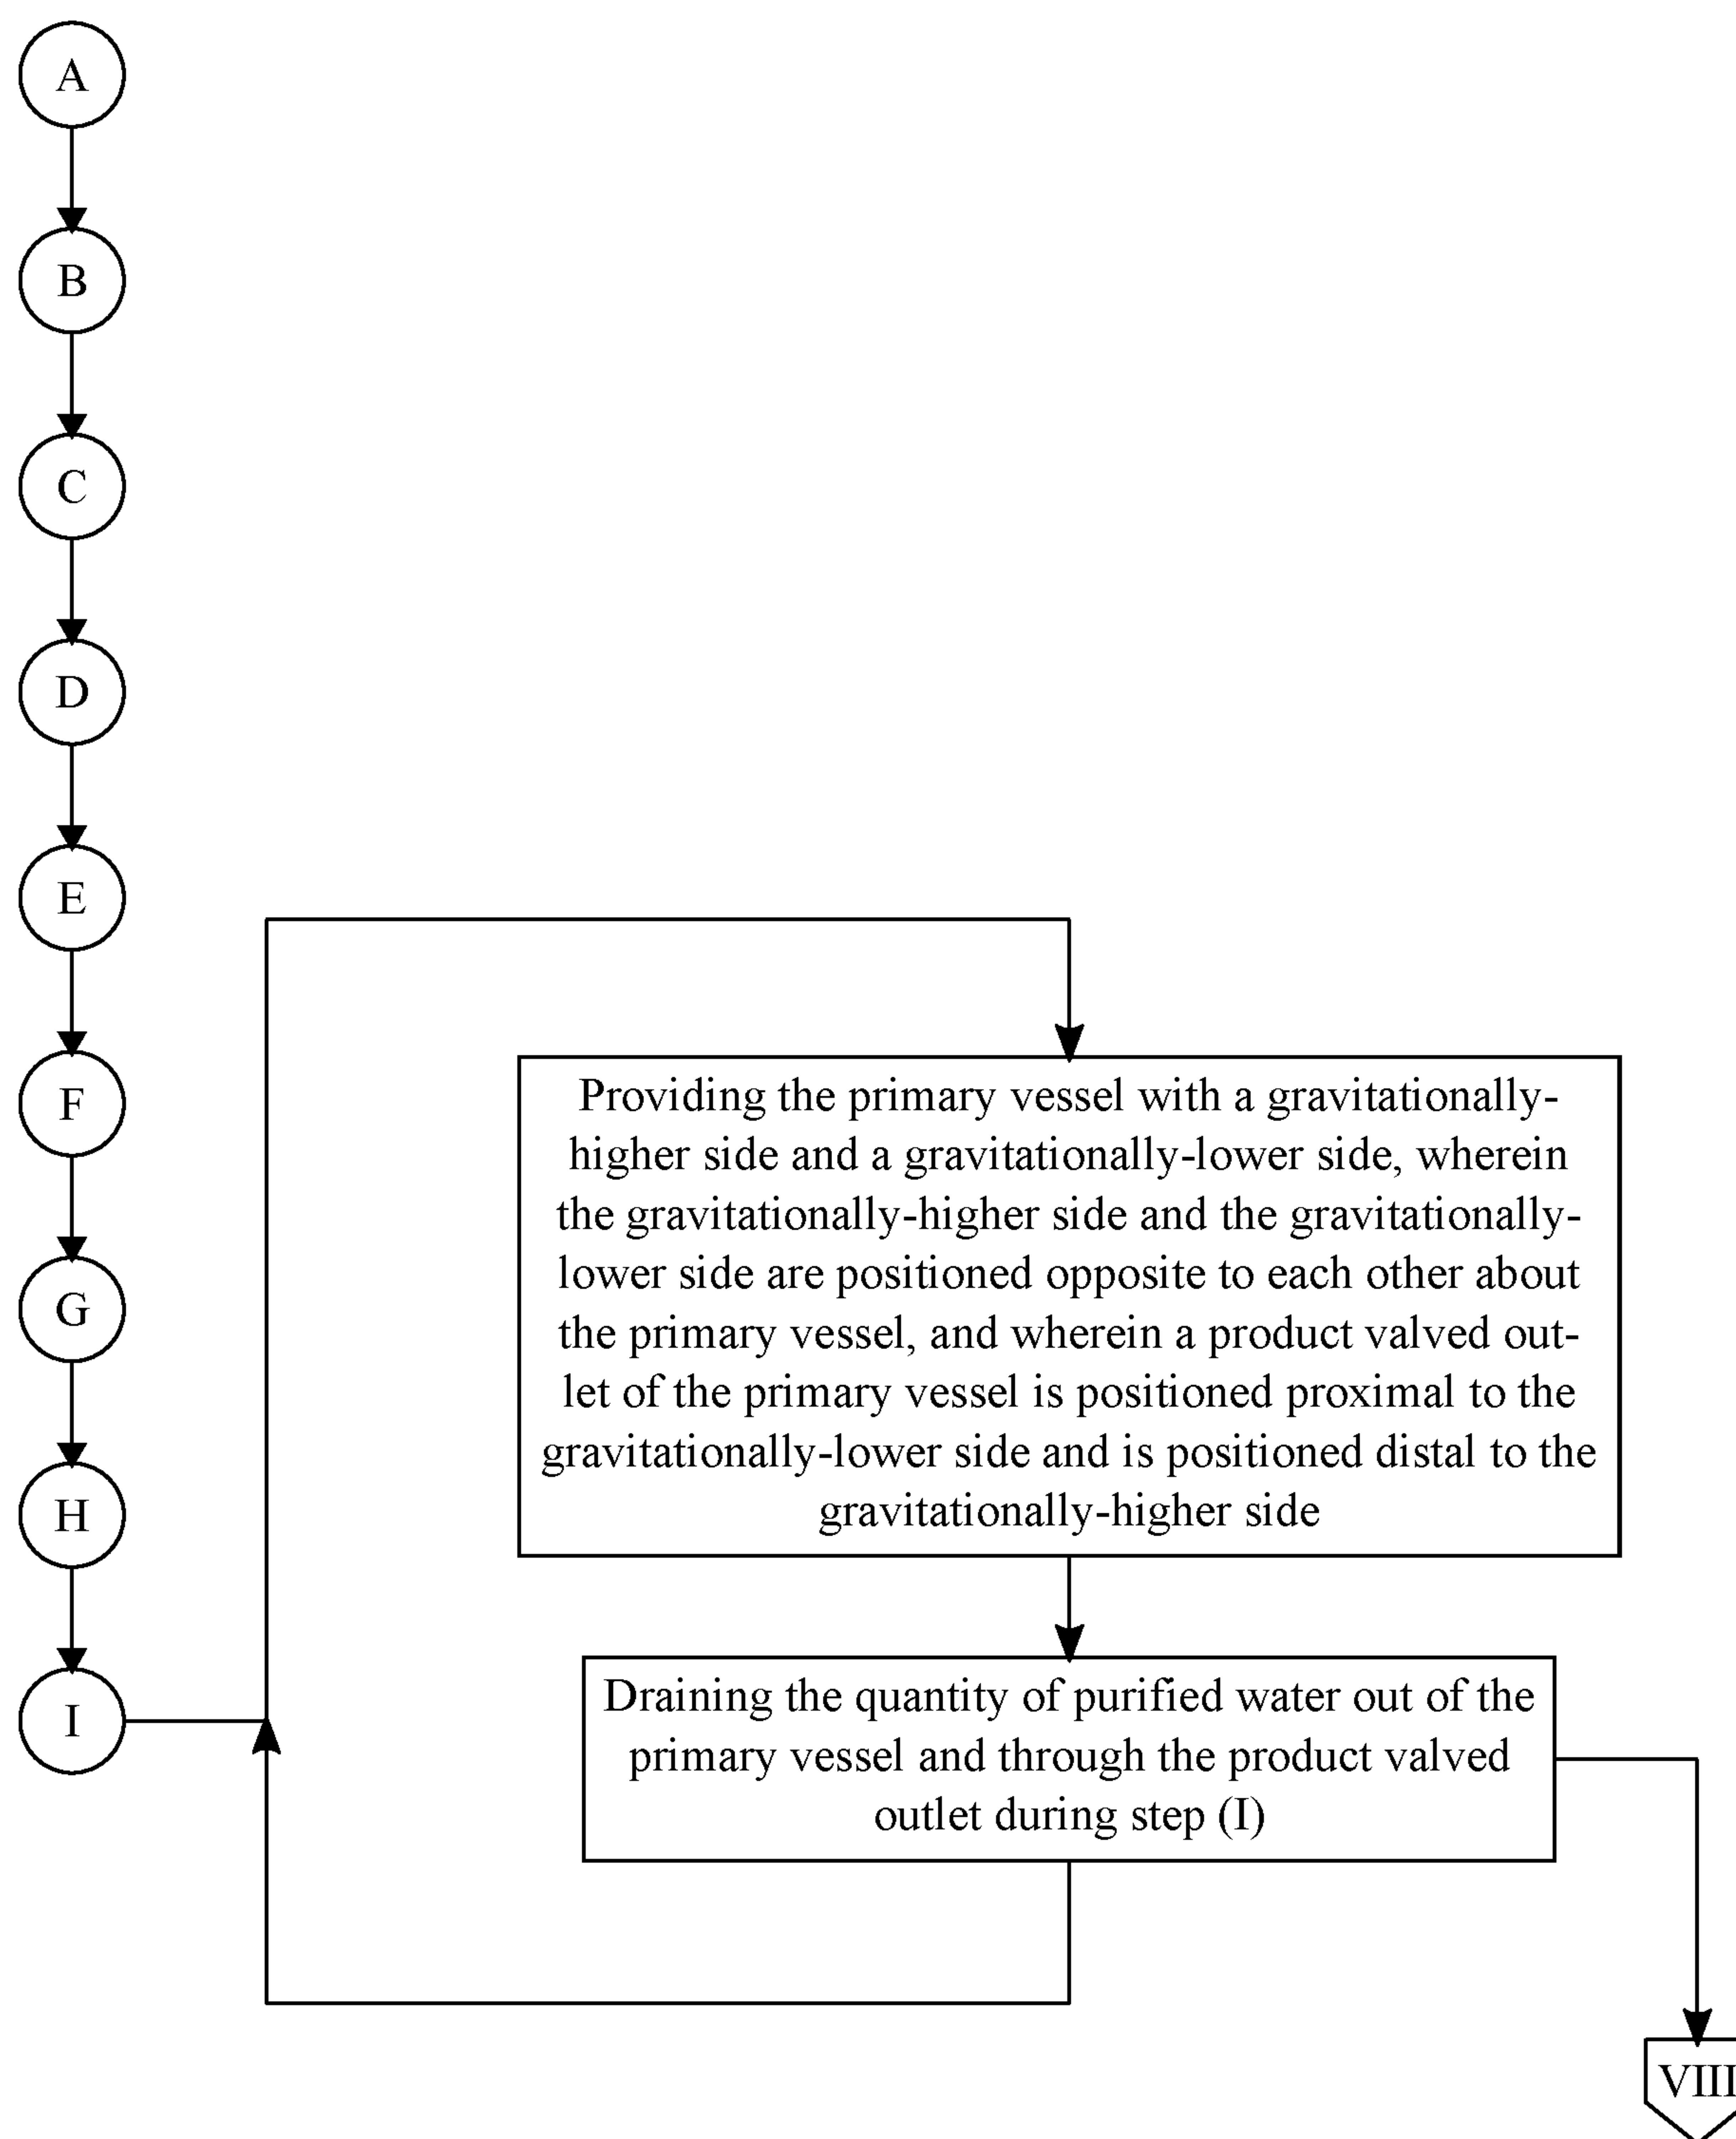 A
B
C
D
E
F
G
H
I
Providing the primary vessel with a gravitationally-
higher side and a gravitationally-lower side, wherein
the gravitationally-higher side and the gravitationally-
lower side are positioned opposite to each other about
the primary vessel, and wherein a product valved out-
let of the primary vessel is positioned proximal to the
gravitationally-lower side and is positioned distal to the
gravitationally-higher side
Draining the quantity of purified water out of the
primary vessel and through the product valved
outlet during step (I)
VIII